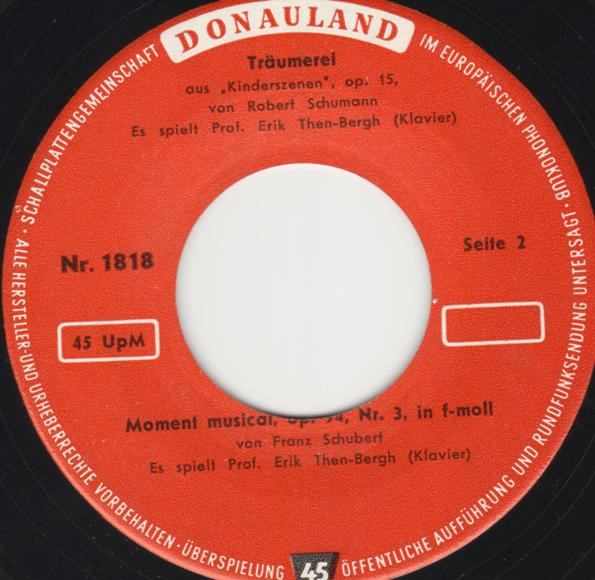 DONAULAND
SCHALLPLATTENGEMEINSCHAFT
IM EUROPÄISCHEN PHONOKLUB ·
Träumerei
aus „Kinderszenen", op. 15,
von Robert Schumann
Es spielt Prof. Erik Then-Bergh (Klavier)
Nr. 1818
Seite 2
45 UpM
Moment musical, Nr. 3, in f-moll
von Franz Schubert
Es spielt Prof. Erik Then-Bergh (Klavier)
· ALLE HERSTELLER-UND URHEBERRECHTE VORBEHALTEN · ÜBERSPIELUNG
45
ÖFFENTLICHE AUFFÜHRUNG UND RUNDFUNKSENDUNG UNTERSAGT ·